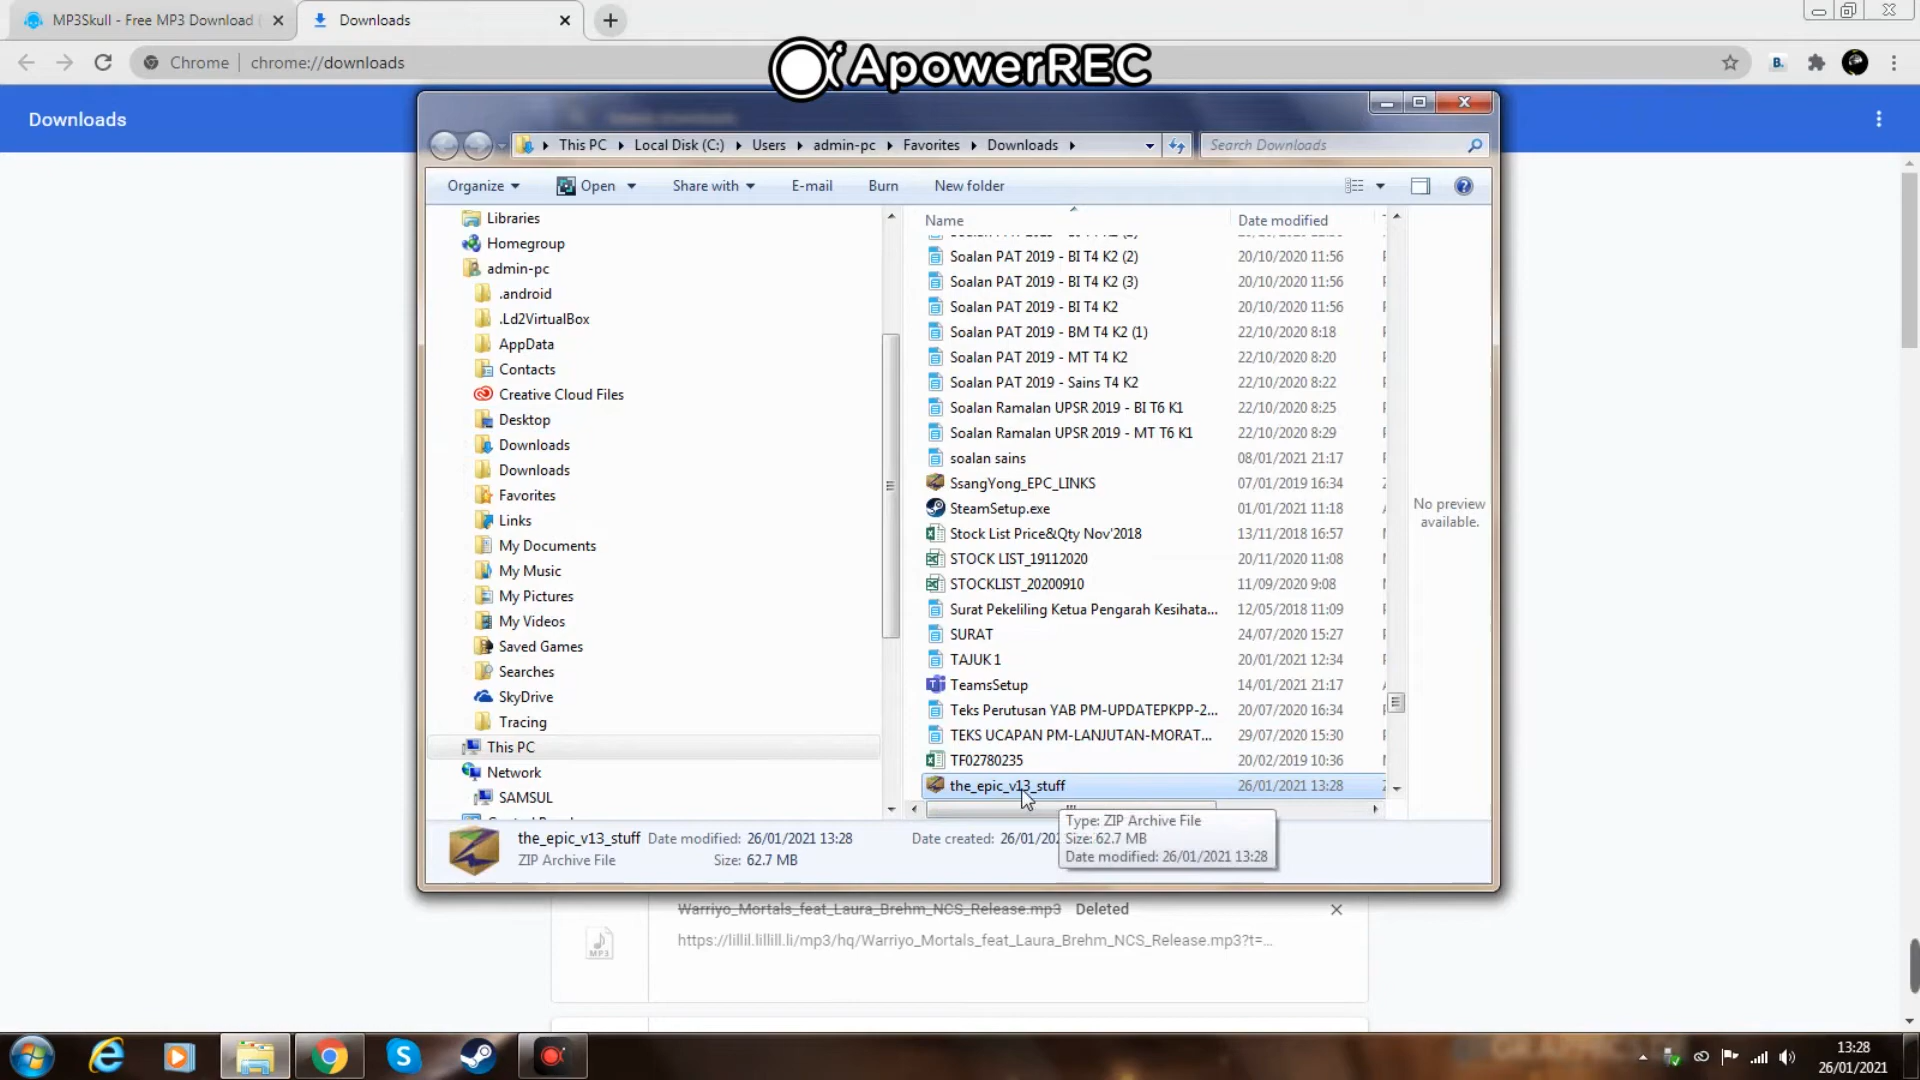 MP3Skull - Free MP3 Download
Downloads
Chrome
chrome://downloads
B.
ApowerREC
Downloads
This PC
Local Disk (C:)
Users
admin-pc
Favorites
Downloads
Search Downloads
Organize
Open
Share with
E-mail
Burn
New folder
Libraries
Homegroup
admin-pc
.android
.Ld2VirtualBox
AppData
Contacts
Creative Cloud Files
Desktop
Downloads
Downloads
Favorites
Links
My Documents
My Music
My Pictures
My Videos
Saved Games
Searches
SkyDrive
Tracing
This PC
Network
SAMSUL
Name Date modified
Soalan PAT 2019 - BI T4 K2 (2) 20/10/2020 11:56
Soalan PAT 2019 - BI T4 K2 (3) 20/10/2020 11:56
Soalan PAT 2019 - BI T4 K2 20/10/2020 11:56
Soalan PAT 2019 - BM T4 K2 (1) 22/10/2020 8:18
Soalan PAT 2019 - MT T4 K2 22/10/2020 8:20
Soalan PAT 2019 - Sains T4 K2 22/10/2020 8:22
Soalan Ramalan UPSR 2019 - BI T6 K1 22/10/2020 8:25
Soalan Ramalan UPSR 2019 - MT T6 K1 22/10/2020 8:29
soalan sains 08/01/2021 21:17
SsangYong_EPC_LINKS 07/01/2019 16:34
SteamSetup.exe 01/01/2021 11:18
Stock List Price&Qty Nov'2018 13/11/2018 16:57
STOCK LIST_19112020 20/11/2020 11:08
STOCKLIST_20200910 11/09/2020 9:08
Surat Pekeliling Ketua Pengarah Kesihata... 12/05/2018 11:09
SURAT 24/07/2020 15:27
TAJUK 1 20/01/2021 12:34
TeamsSetup 14/01/2021 21:17
Teks Perutusan YAB PM-UPDATEPKPP-2... 20/07/2020 16:34
TEKS UCAPAN PM-LANJUTAN-MORAT... 29/07/2020 15:30
TF02780235 20/02/2019 10:36
the_epic_v13_stuff 26/01/2021 13:28
No preview
available.
Type: ZIP Archive File
Size: 62.7 MB
Date modified: 26/01/2021 13:28
the_epic_v13_stuff Date modified: 26/01/2021 13:28 Date created: 26/01/202
ZIP Archive File Size: 62.7 MB
Warriyo_Mortals_feat_Laura_Brehm_NCS_Release.mp3 Deleted
https://lillil.lillill.li/mp3/hq/Warriyo_Mortals_feat_Laura_Brehm_NCS_Release.mp3?t=...
MP3
13:28
26/01/2021